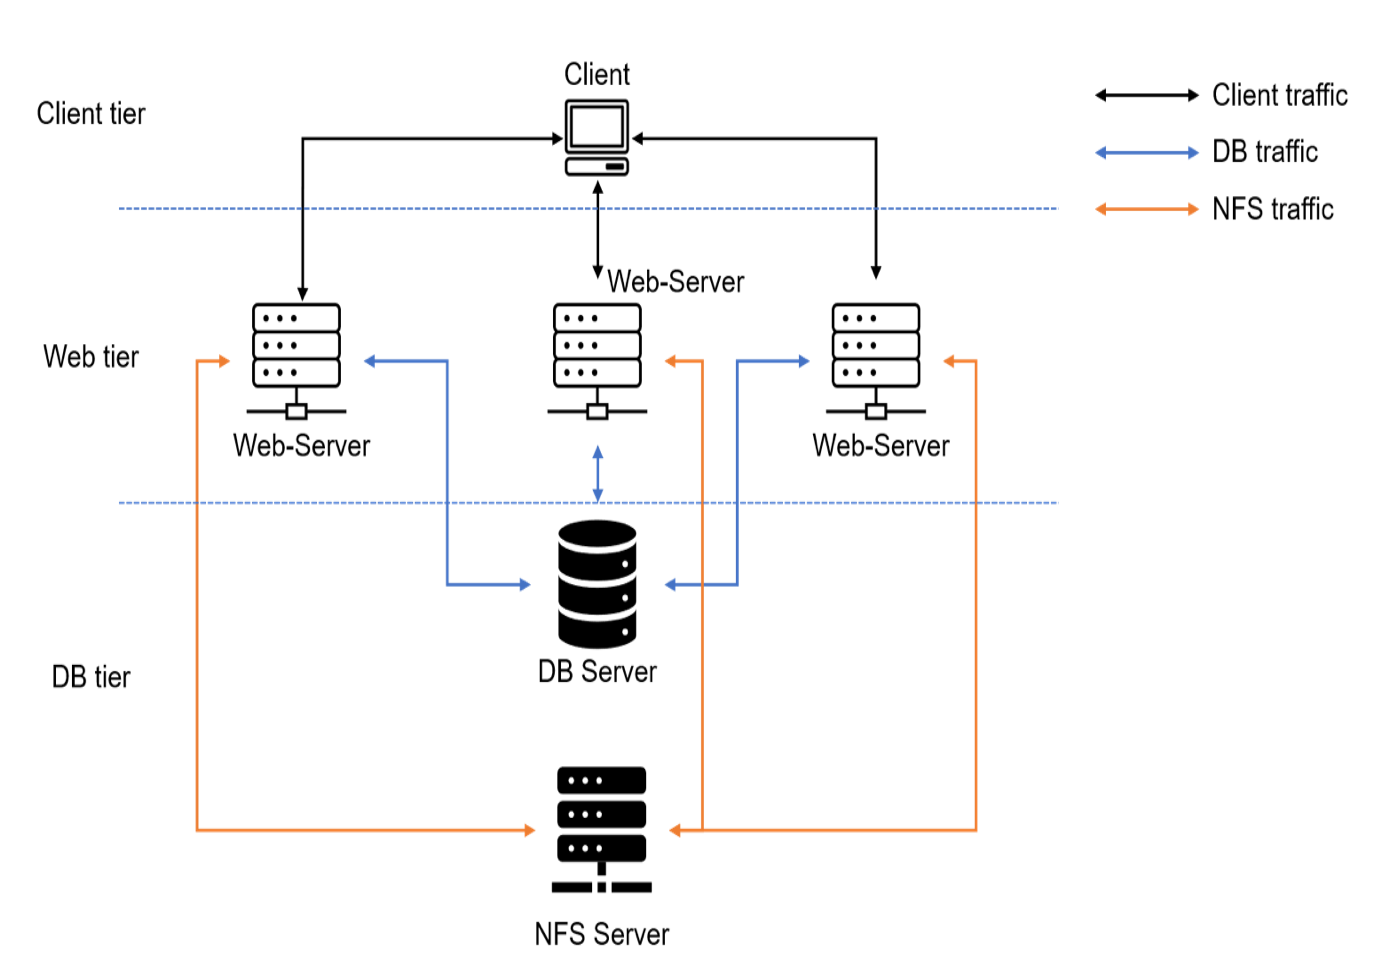 Client
Client tier
Client traffic
DB traffic
NFS traffic
Web-Server
Web tier
Web-Server
Web-Server
DB Server
DB tier
NFS Server